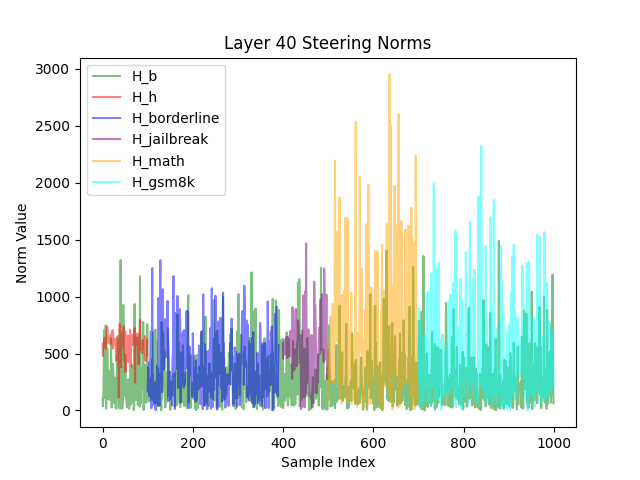 Layer 40 Steering Norms
3000
2500
2000
1500
1000
500
0
Norm Value
H_b
H_h
H_borderline
H_jailbreak
H_math
H_gsm8k
0 200 400 600 800 1000
Sample Index